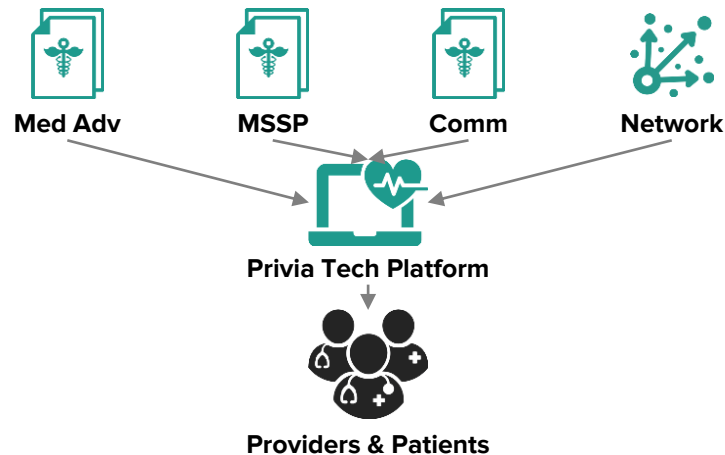 Med Adv
MSSP
Comm
Network
Privia Tech Platform
Providers & Patients